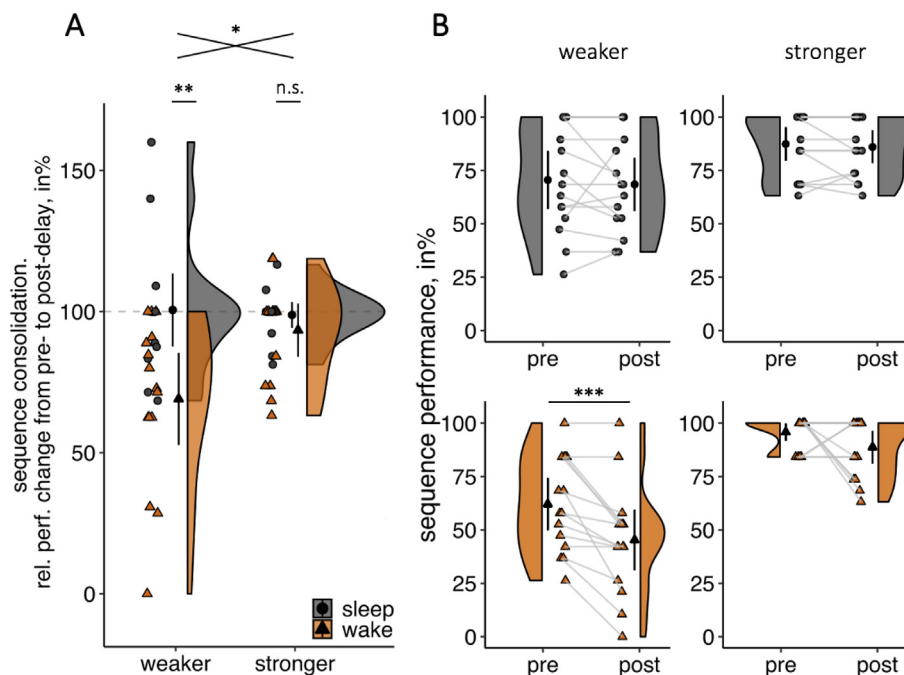 A
*
**
n.s.
sequence consolidation.
rel. perf. change from pre- to post-delay, in%
150
100
50
0
sleep
wake
weaker
stronger
B
weaker
stronger
sequence performance, in%
100
75
50
25
0
pre
post
100
75
50
25
0
pre
post
***
100
75
50
25
0
pre
post
100
75
50
25
0
pre
post